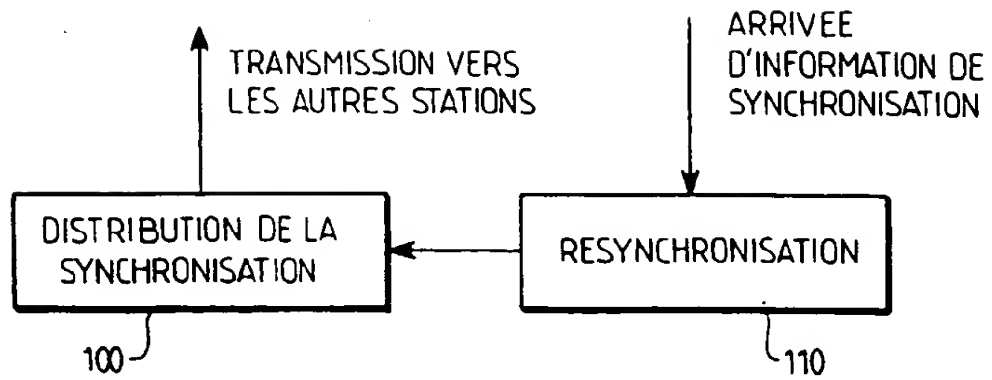 TRANSMISSION VERS
LES AUTRES STATIONS
ARRIVEE
D'INFORMATION DE
SYNCHRONISATION
DISTRIBUTION DE LA
SYNCHRONISATION
RESYNCHRONISATION
100
110